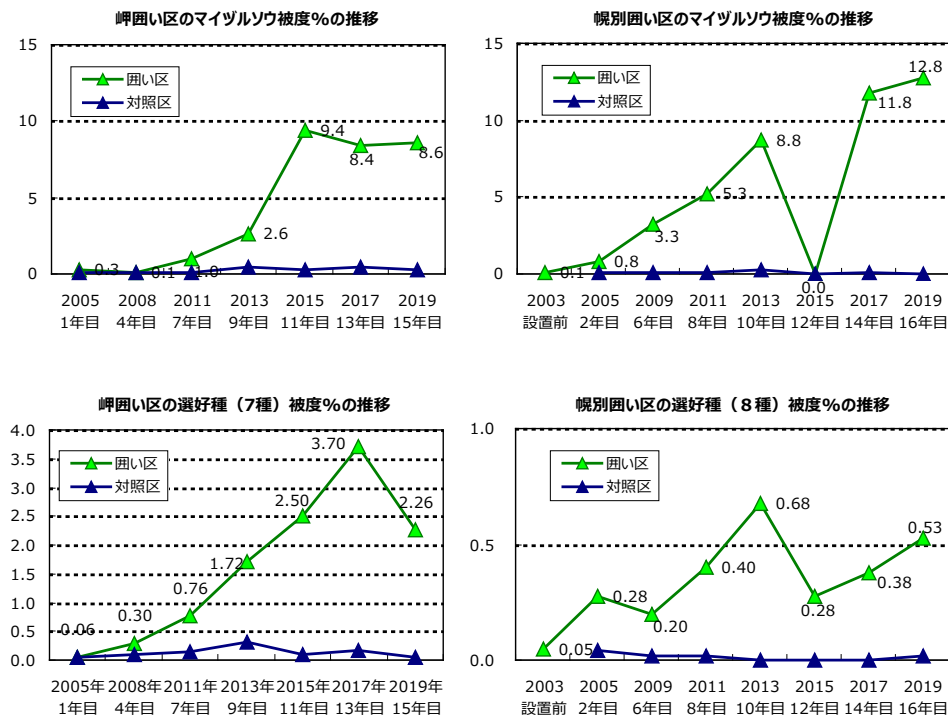 岬囲い区のマイヅルソウ被度%の推移
15
10
5
0
囲い区
対照区
0.3
0.1
1.0
2.6
9.4
8.4
8.6
2005 2008 2011 2013 2015 2017 2019
1年目 4年目 7年目 9年目 11年目 13年目 15年目
幌別囲い区のマイヅルソウ被度%の推移
15
10
5
0
囲い区
対照区
0.1
0.8
3.3
5.3
8.8
0.0
11.8
12.8
2003 2005 2009 2011 2013 2015 2017 2019
設置前 2年目 6年目 8年目 10年目 12年目 14年目 16年目
岬囲い区の選好種（7種）被度%の推移
4.0
3.5
3.0
2.5
2.0
1.5
1.0
0.5
0.0
囲い区
対照区
0.06
0.30
0.76
1.72
2.50
3.70
2.26
2005年 2008年 2011年 2013年 2015年 2017年 2019年
1年目 4年目 7年目 9年目 11年目 13年目 15年目
幌別囲い区の選好種（８種）被度%の推移
1.0
0.5
0.0
囲い区
対照区
0.05
0.28
0.20
0.40
0.68
0.28
0.38
0.53
2003 2005 2009 2011 2013 2015 2017 2019
設置前 2年目 6年目 8年目 10年目 12年目 14年目 16年目